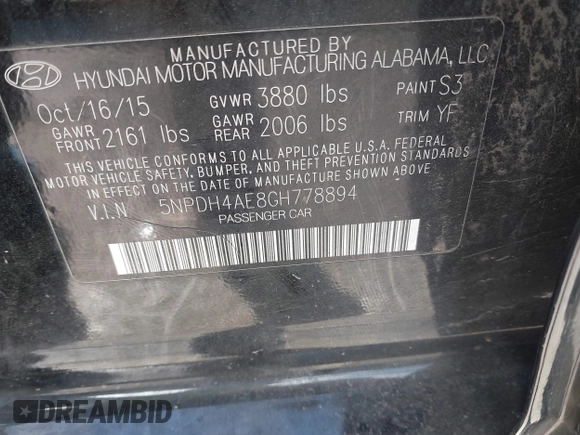 MANUFACTURED BY
HYUNDAI MOTOR MANUFACTURING ALABAMA, LLC
Oct/16/15 GVWR 3880 lbs PAINT S3
GAWR FRONT 2161 lbs GAWR REAR 2006 lbs TRIM YF
THIS VEHICLE CONFORMS TO ALL APPLICABLE U.S.A. FEDERAL
MOTOR VEHICLE SAFETY, BUMPER, AND THEFT PREVENTION STANDARDS
IN EFFECT ON THE DATE OF MANUFACTURE SHOWN ABOVE.
V.I.N. 5NPDH4AE8GH778894
PASSENGER CAR
DREAMBID